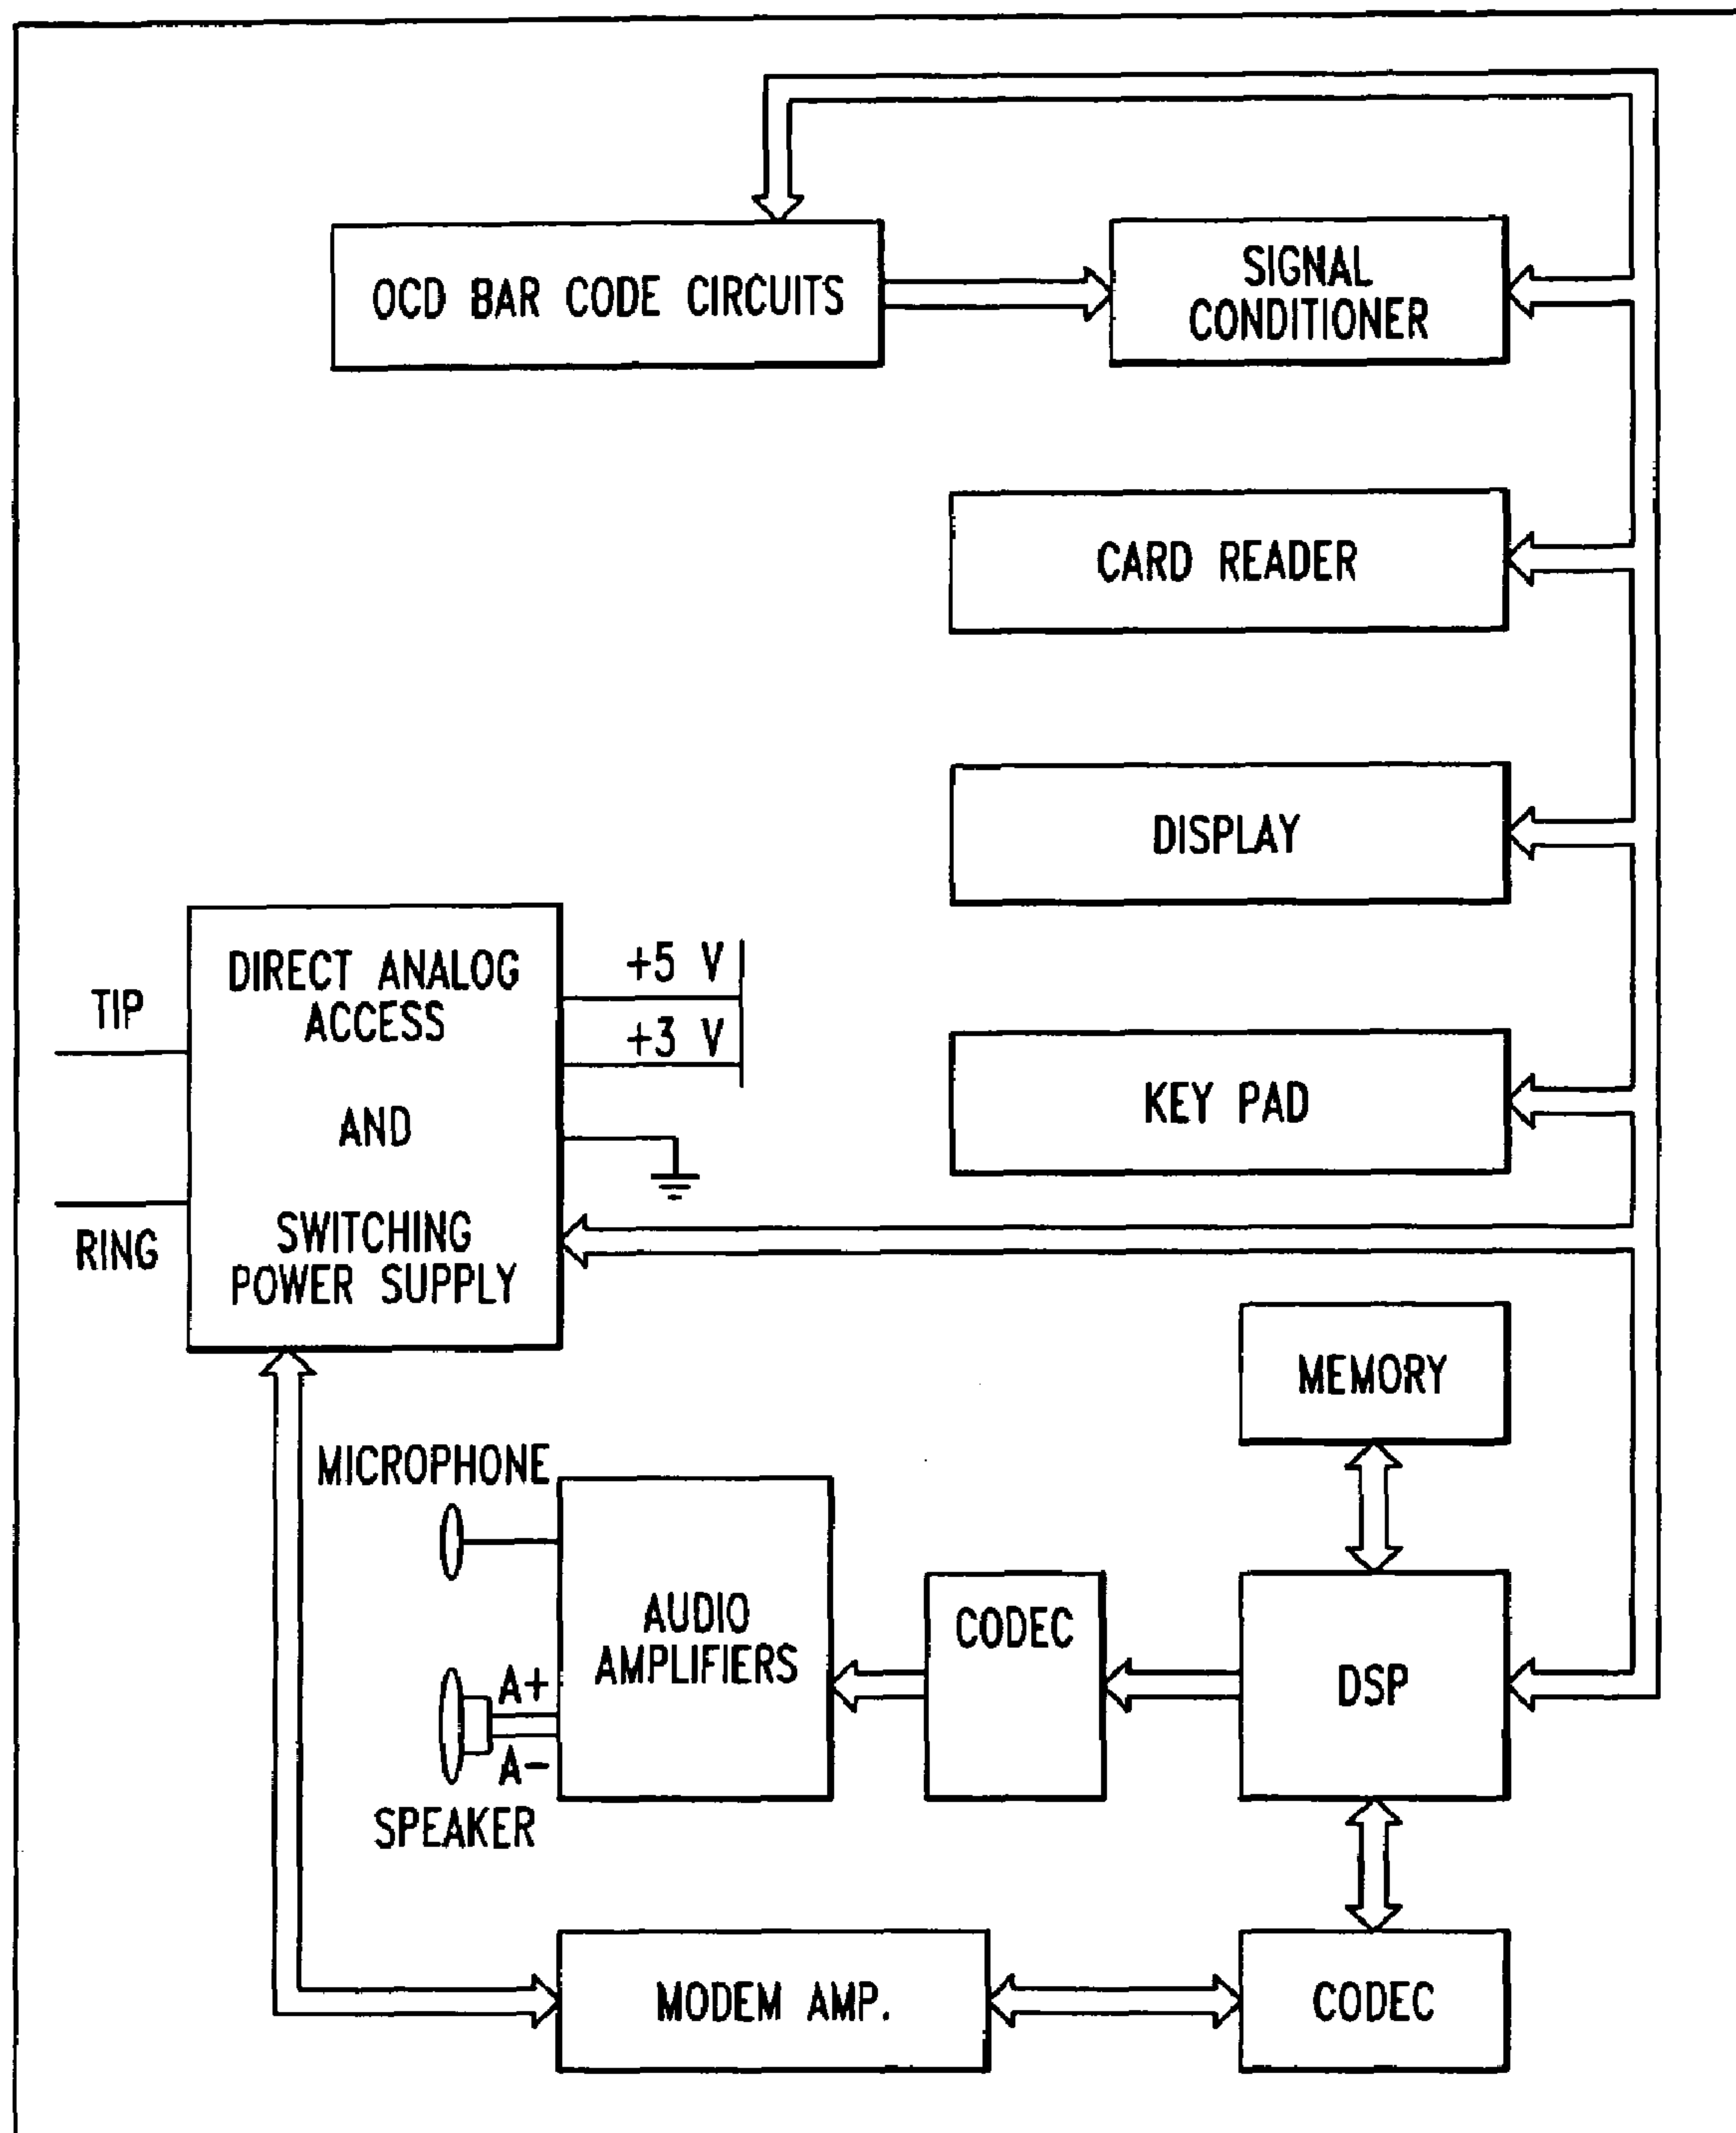 OCD BAR CODE CIRCUITS
SIGNAL
CONDITIONER
CARD READER
DISPLAY
DIRECT ANALOG
ACCESS
AND
SWITCHING
POWER SUPPLY
TIP
RING
+5 V
+3 V
KEY PAD
MEMORY
MICROPHONE
AUDIO
AMPLIFIERS
CODEC
DSP
A+
A-
SPEAKER
MODEM AMP.
CODEC